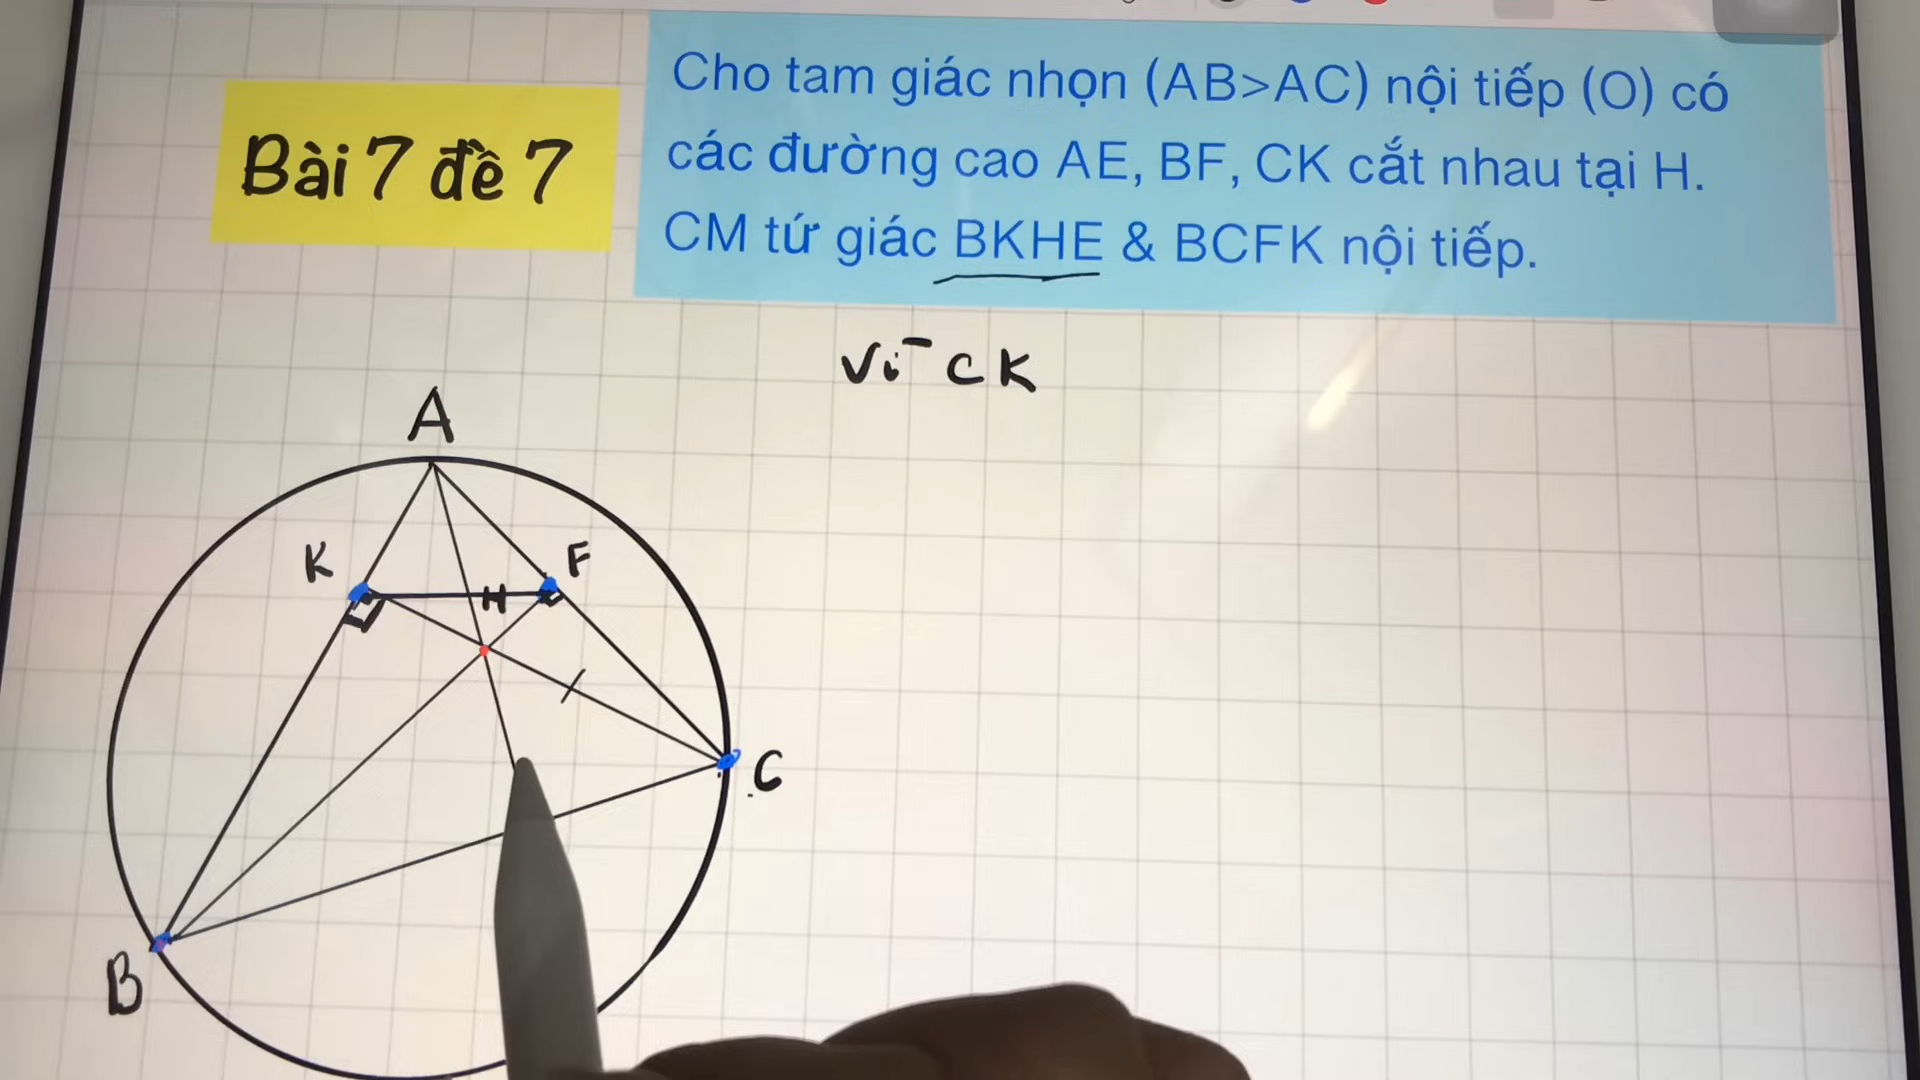 Bài 7 đề 7
Cho tam giác nhọn (AB>AC) nội tiếp (O) có
các đường cao AE, BF, CK cắt nhau tại H.
CM tứ giác BKHE & BCFK nội tiếp.
Vì CK
A
K
F
H
C
B